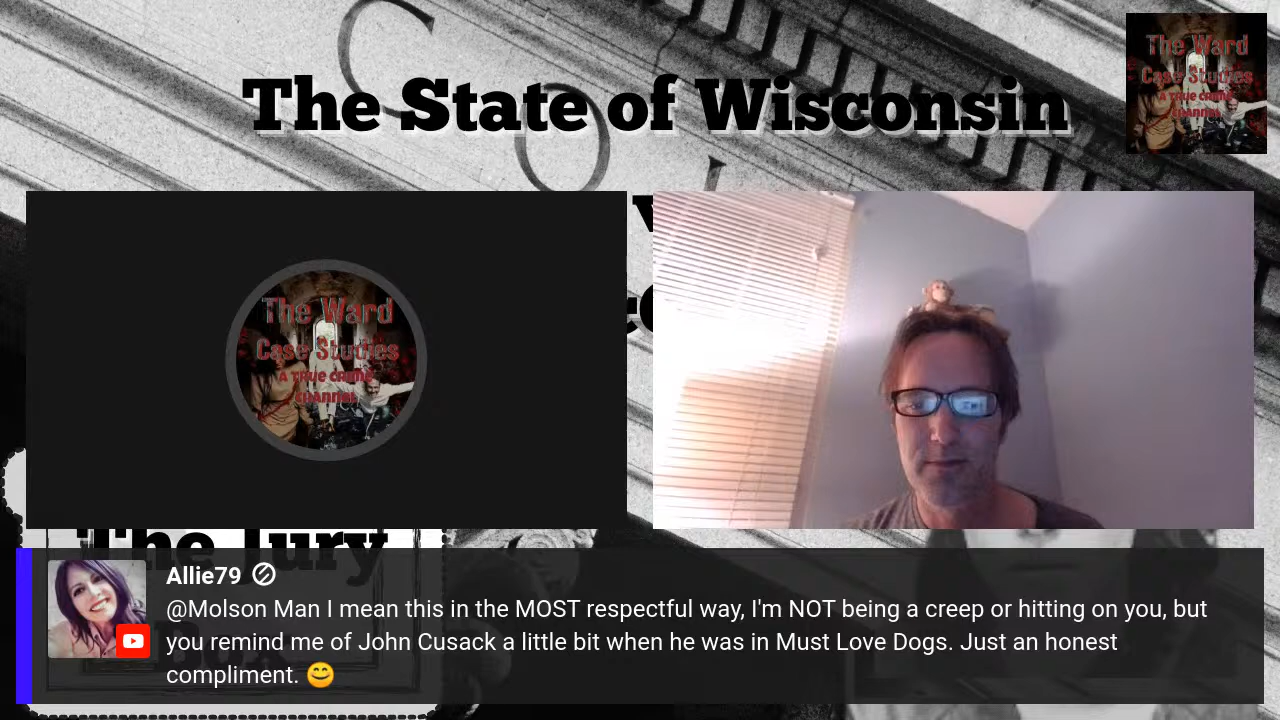 The State of Wisconsin
The Ward
Case Studies
A True crime
channel
v
The Ward
Case Studies
A True crime
channel
The Jury
Allie79
@Molson Man I mean this in the MOST respectful way, I'm NOT being a creep or hitting on you, but
you remind me of John Cusack a little bit when he was in Must Love Dogs. Just an honest
compliment. 😊